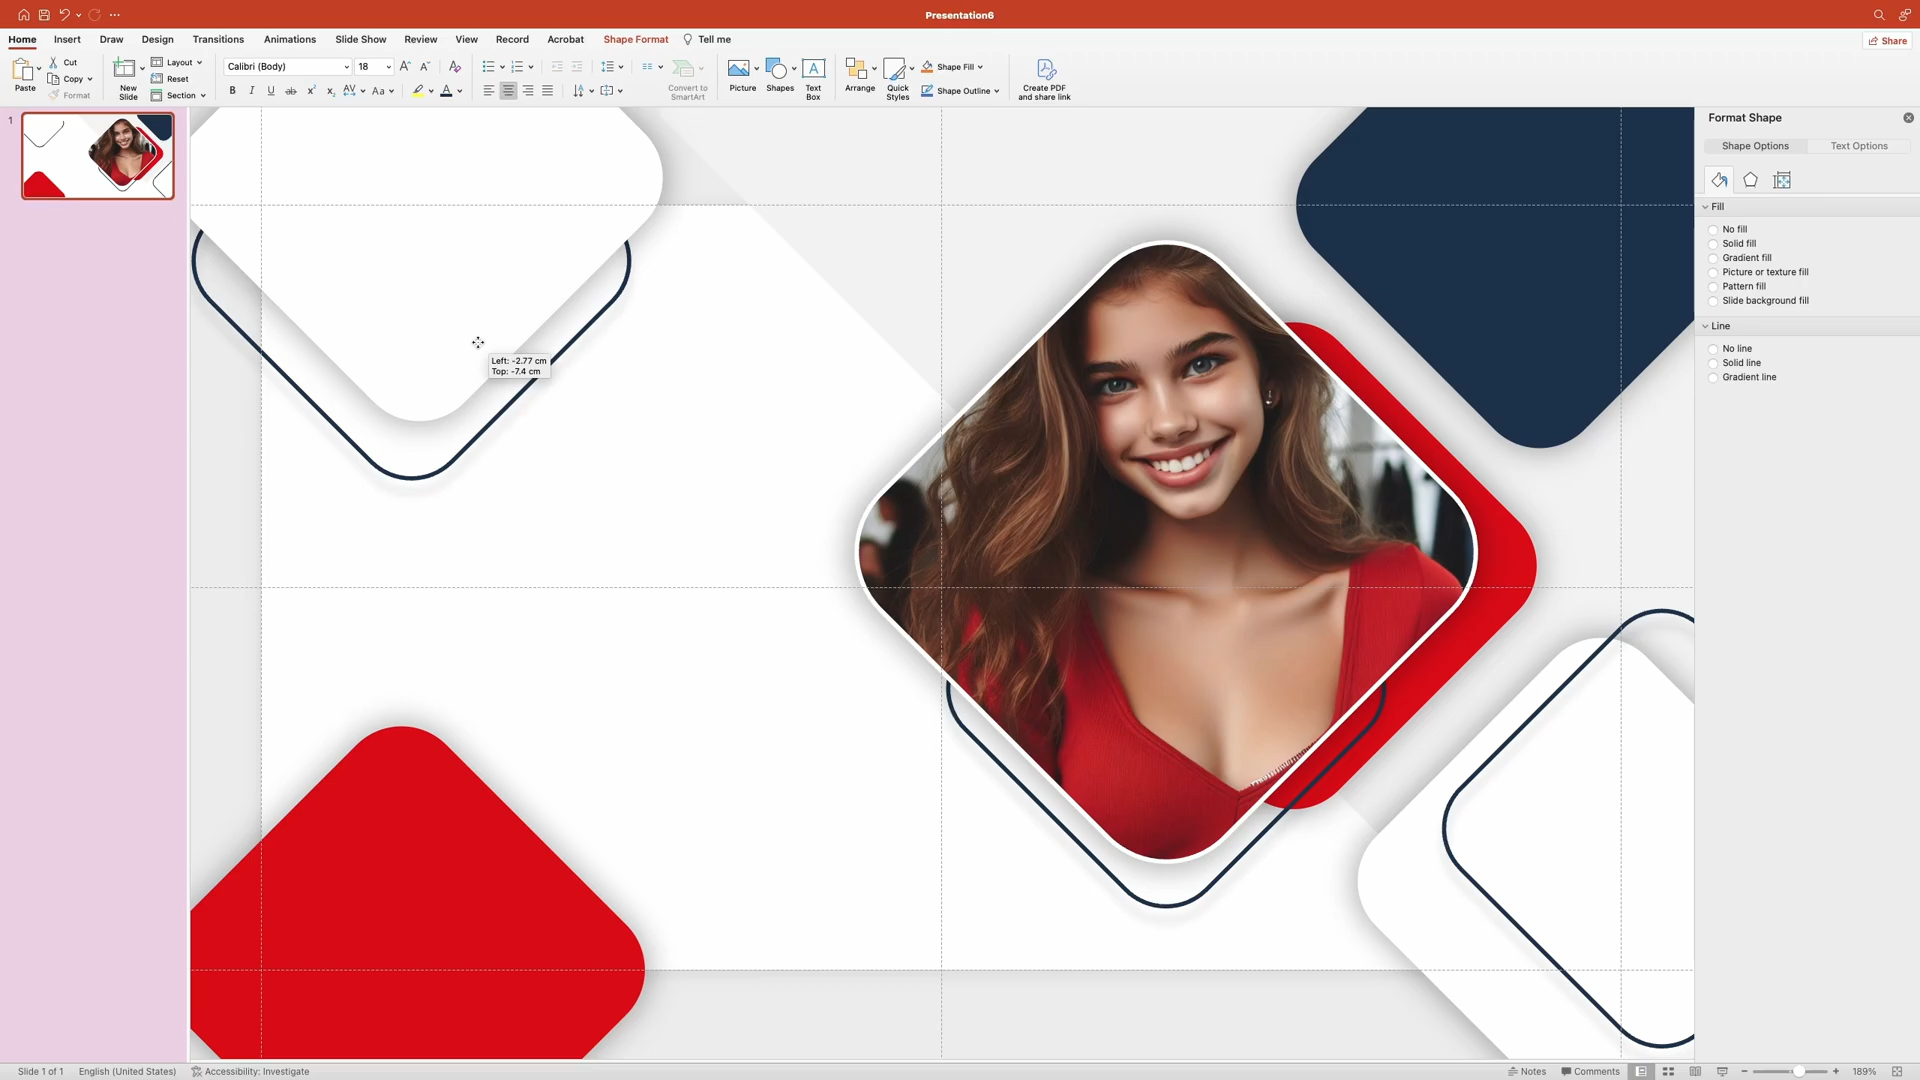 Presentation6
Home Insert Draw Design Transitions Animations Slide Show Review View Record Acrobat Shape Format Tell me
Share
Paste
Cut
Copy
Format
New Slide
Layout
Reset
Section
Calibri (Body) 18
Convert to SmartArt
Picture
Shapes
Text Box
Arrange
Quick Styles
Shape Fill
Shape Outline
Create PDF and share link
1
Left: -2.77 cm
Top: -7.4 cm
Format Shape
Shape Options Text Options
Fill
No fill
Solid fill
Gradient fill
Picture or texture fill
Pattern fill
Slide background fill
Line
No line
Solid line
Gradient line
Slide 1 of 1 English (United States) Accessibility: Investigate
Notes Comments 189%